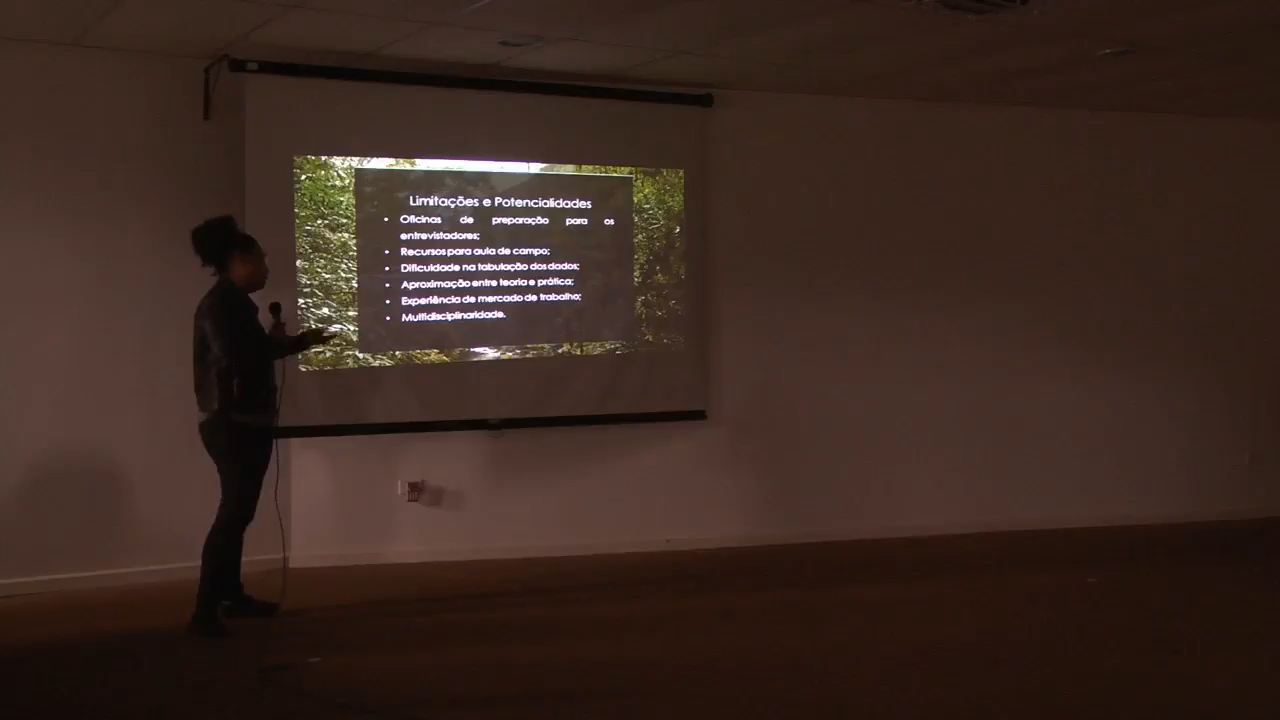 Limitações e Potencialidades
• Oficinas de preparação para os
entrevistadores;
• Recursos para aula de campo;
• Dificuldade na tabulação dos dados;
• Aproximação entre teoria e prática;
• Experiência de mercado de trabalho;
• Multidisciplinaridade.